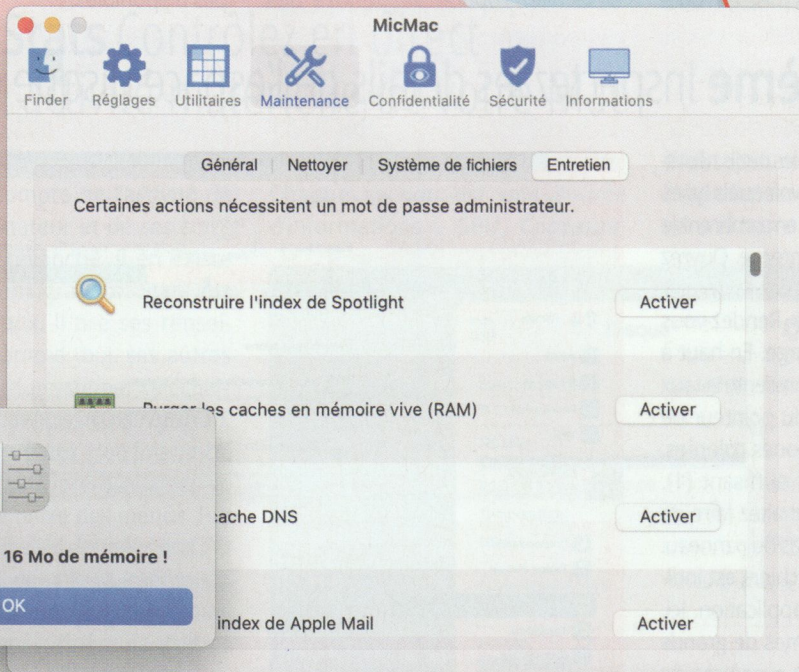 MicMac
Finder Réglages Utilitaires Maintenance Confidentialité Sécurité Informations
Général Nettoyer Système de fichiers Entretien
Certaines actions nécessitent un mot de passe administrateur.
Reconstruire l'index de Spotlight Activer
Purger les caches en mémoire vive (RAM) Activer
cache DNS Activer
16 Mo de mémoire !
OK
index de Apple Mail Activer